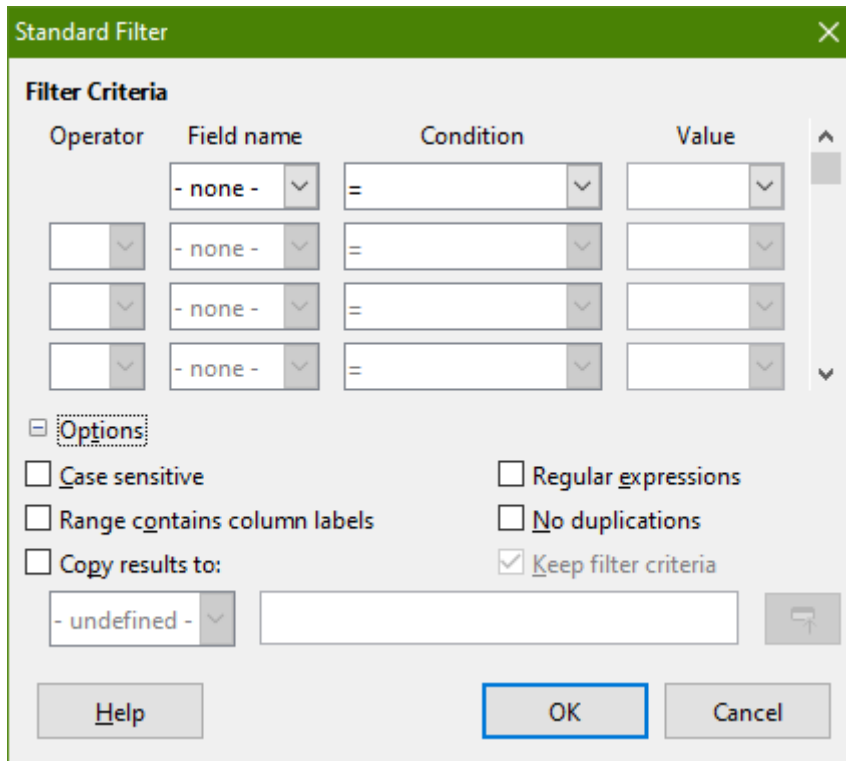 Standard Filter
Filter Criteria
Operator Field name Condition Value
- none - =
- none - =
- none - =
- none - =
Options
Case sensitive Regular expressions
Range contains column labels No duplications
Copy results to: Keep filter criteria
- undefined -
Help OK Cancel